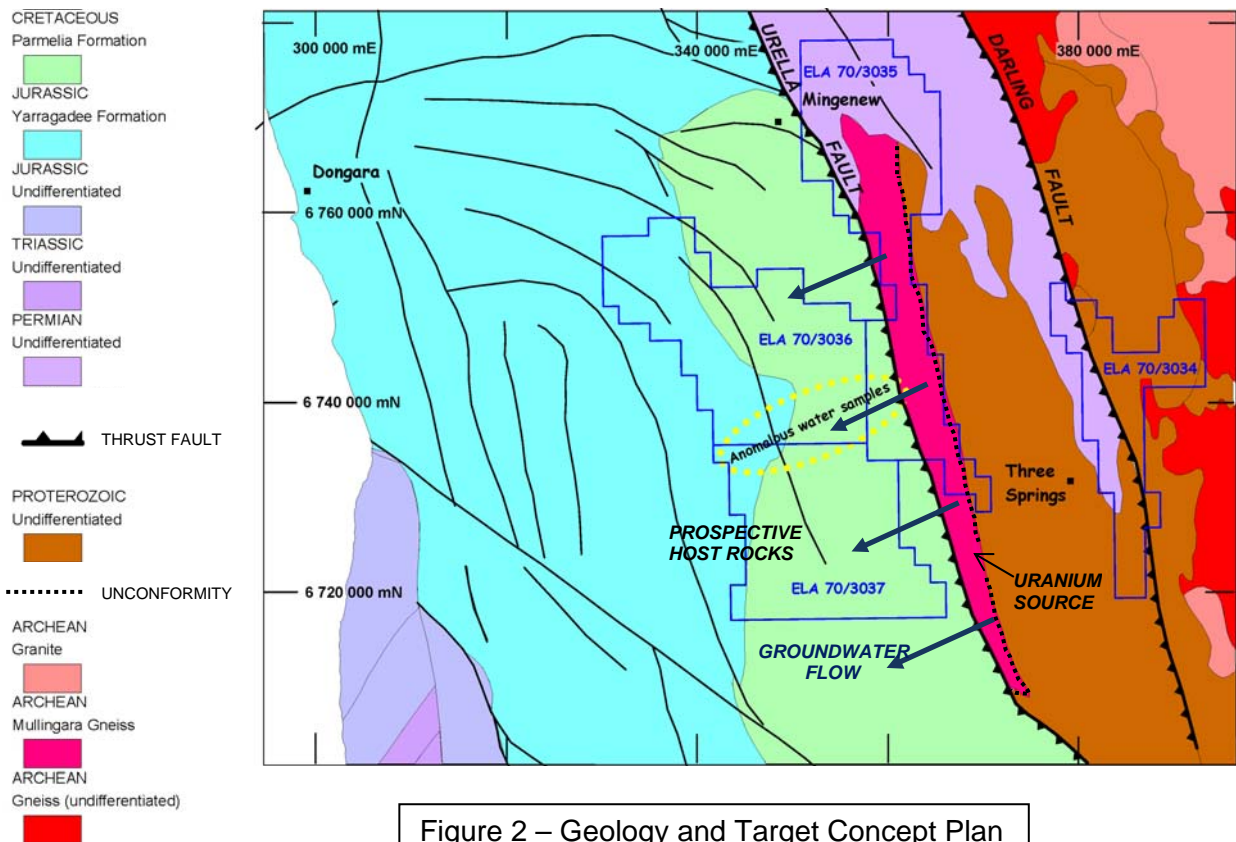 CRETACEOUS
Parmelia Formation
JURASSIC
Yarragadee Formation
JURASSIC
Undifferentiated
TRIASSIC
Undifferentiated
PERMIAN
Undifferentiated
THRUST FAULT
PROTEROZOIC
Undifferentiated
UNCONFORMITY
ARCHEAN
Granite
ARCHEAN
Mullingara Gneiss
ARCHEAN
Gneiss (undifferentiated)
300 000 mE
340 000 mE
380 000 mE
URELLA
FAULT
DARLING
FAULT
ELA 70/3035
Mingenew
Dongara
6 760 000 mN
ELA 70/3036
ELA 70/3034
6 740 000 mN
Anomalous water samples
Three
Springs
PROSPECTIVE
HOST ROCKS
6 720 000 mN
ELA 70/3037
URANIUM
SOURCE
GROUNDWATER
FLOW
Figure 2 – Geology and Target Concept Plan